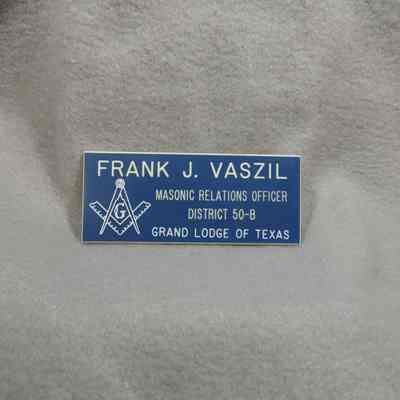 FRANK J. VASZIL
MASONIC RELATIONS OFFICER
DISTRICT 50-B
G
GRAND LODGE OF TEXAS